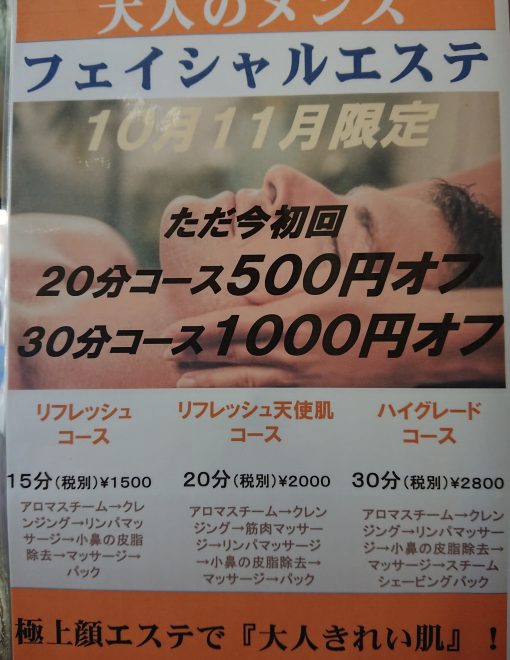 大人のメンズ
フェイシャルエステ
10月11月限定
ただ今初回
20分コース500円オフ
30分コース1000円オフ
リフレッシュ
コース
15分(税別)¥1500
アロマスチーム→クレ
ンジング→リンパマッ
サージ→小鼻の皮脂
除去→マッサージ→
パック
リフレッシュ天使肌
コース
20分(税別)¥2000
アロマスチーム→クレン
ジング→筋肉マッサー
ジ→リンパマッサージ
→小鼻の皮脂除去→
マッサージ→パック
ハイグレード
コース
30分(税別)¥2800
アロマスチーム→クレン
ジング→リンパマッサー
ジ→小鼻の皮脂除去→
マッサージ→スチーム
シェービングパック
極上顔エステで『大人きれい肌』！